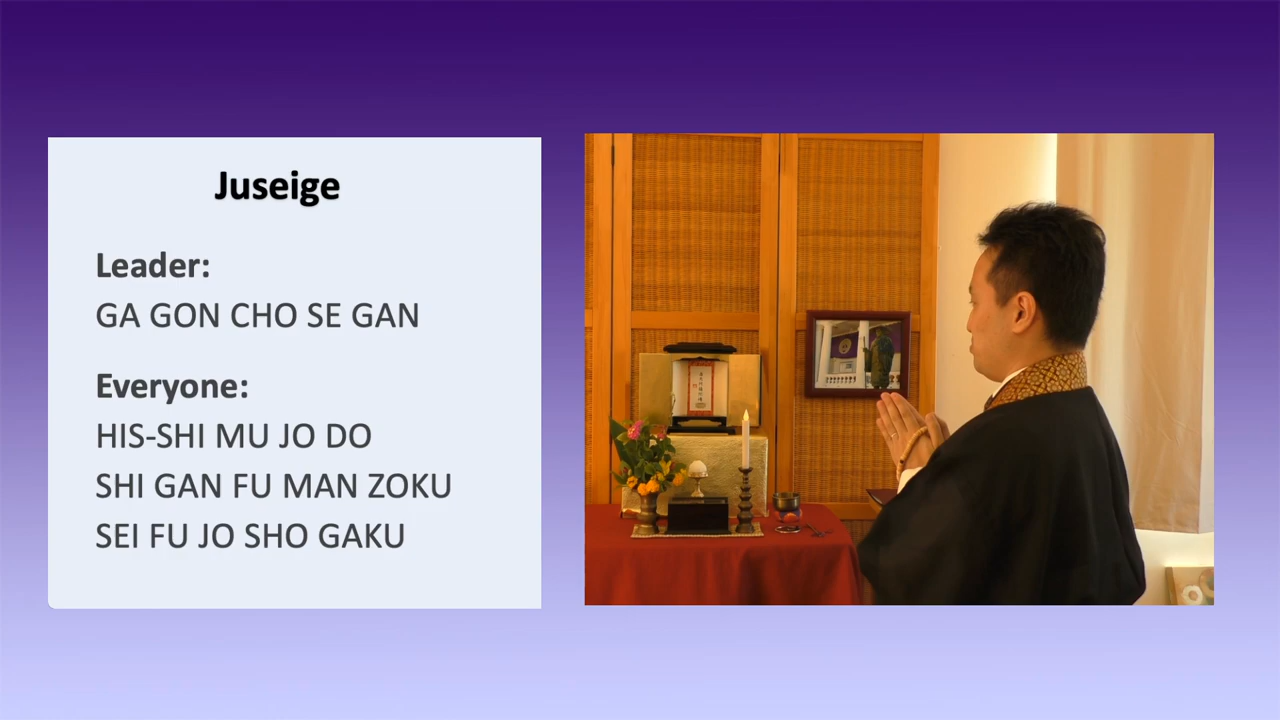 Juseige
Leader:
GA GON CHO SE GAN
Everyone:
HIS-SHI MU JO DO
SHI GAN FU MAN ZOKU
SEI FU JO SHO GAKU